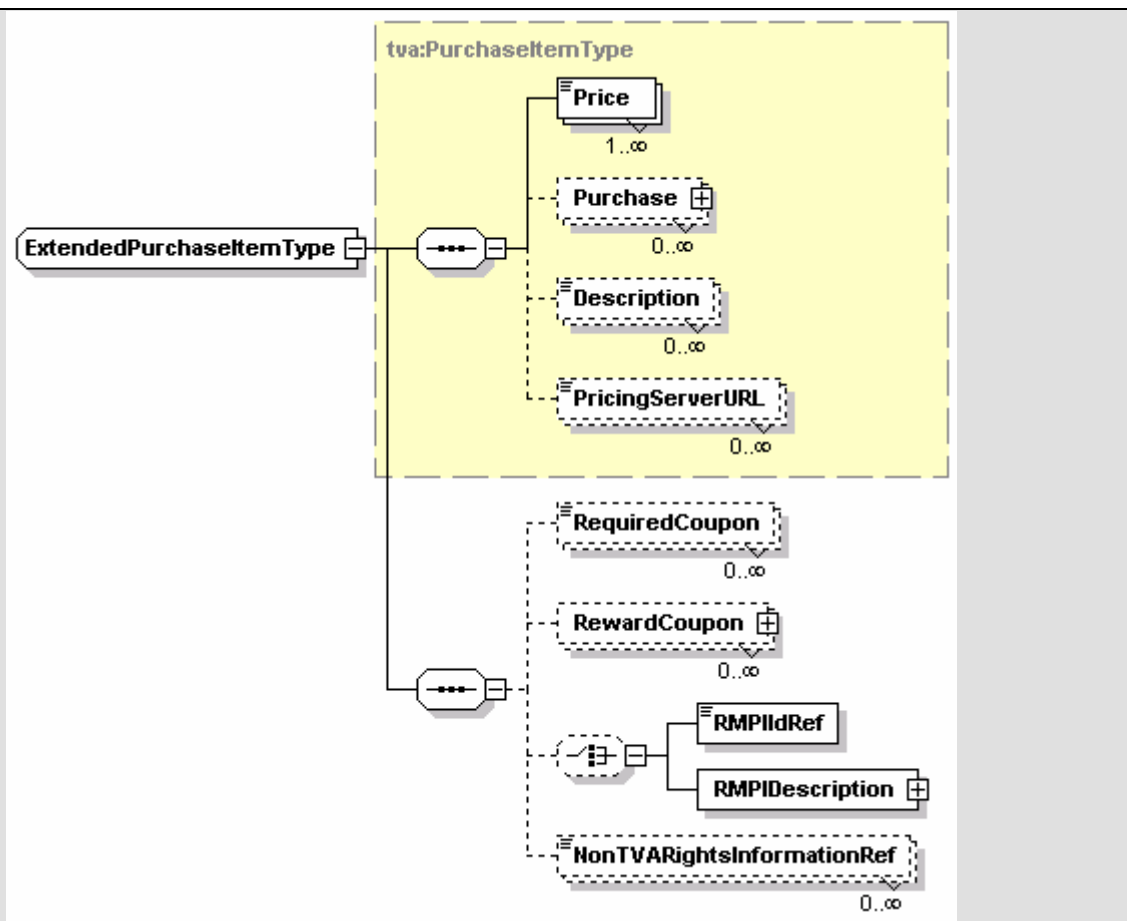 tva:PurchaseItemType
Price
1..∞
Purchase
0..∞
ExtendedPurchaseItemType
Description
0..∞
PricingServerURL
0..∞
RequiredCoupon
0..∞
RewardCoupon
0..∞
RMPIIdRef
RMPIDescription
NonTVARightsInformationRef
0..∞